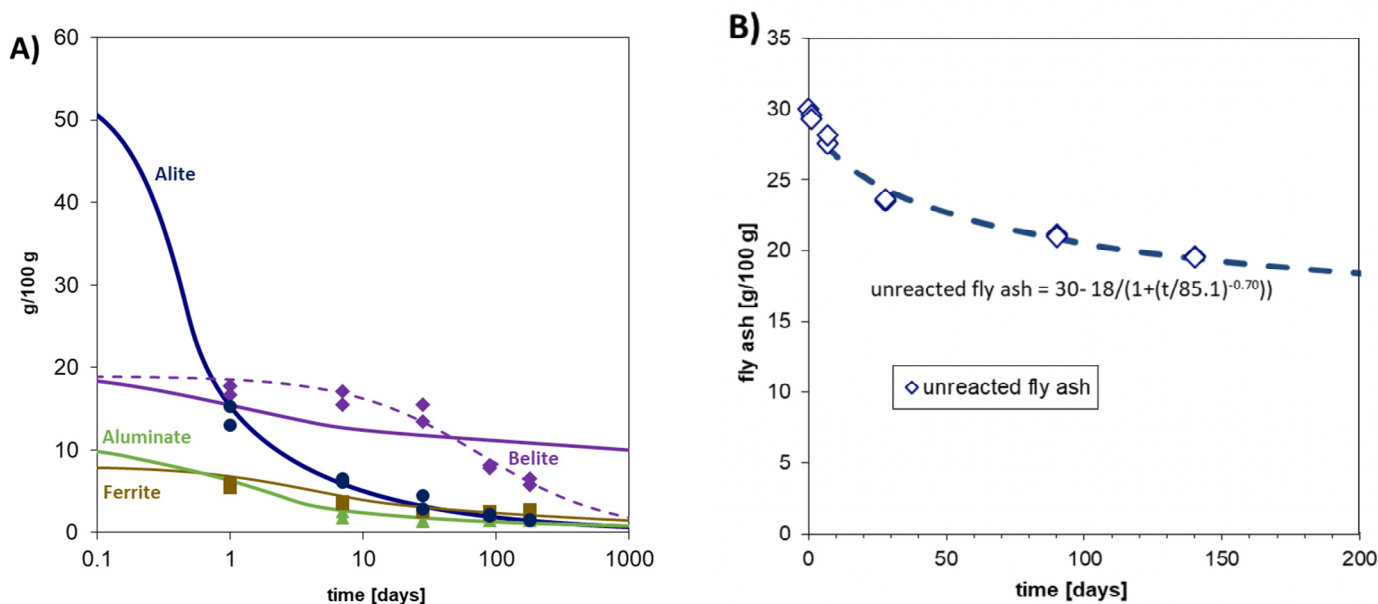 A)
60
50
40
30
20
10
0
g/100 g
Alite
Aluminate
Ferrite
Belite
0.1 1 10 100 1000
time [days]
B)
35
30
25
20
15
10
5
0
fly ash [g/100 g]
unreacted fly ash = 30- 18/(1+(t/85.1)^-0.70))
unreacted fly ash
0 50 100 150 200
time [days]